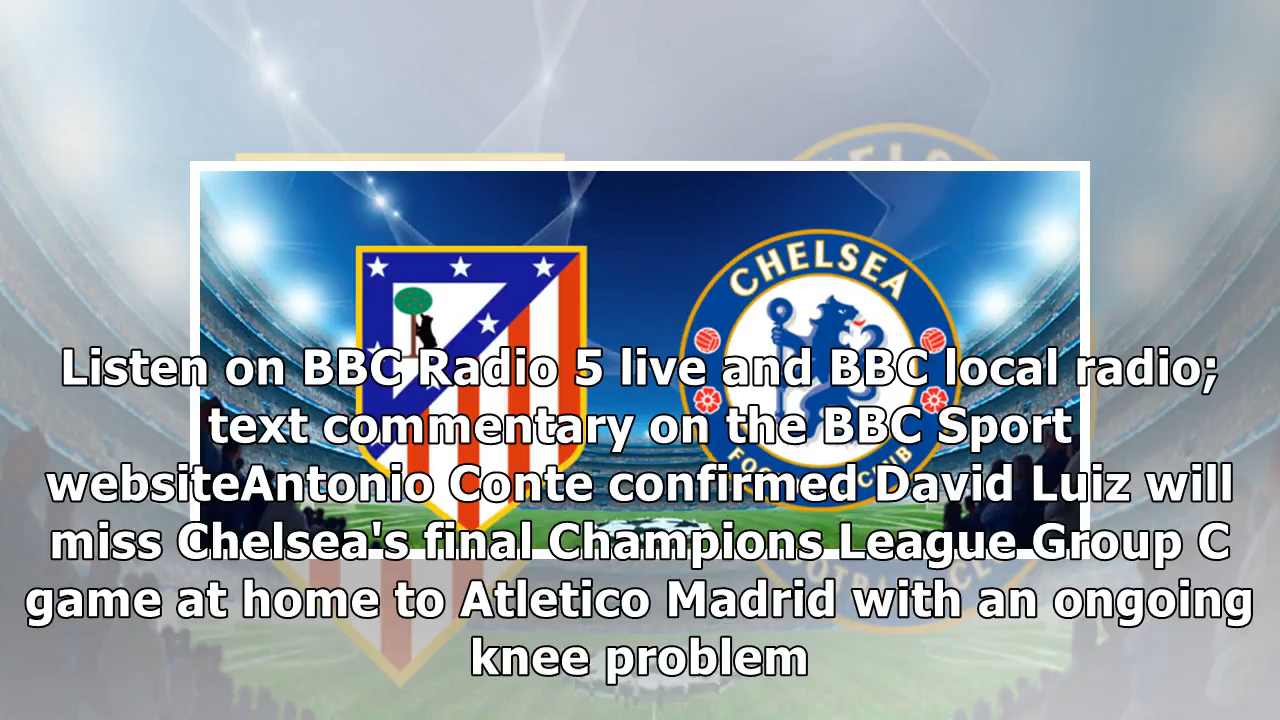 CHELSEA
FOOTBALL CLUB
Listen on BBC Radio 5 live and BBC local radio;
text commentary on the BBC Sport
websiteAntonio Conte confirmed David Luiz will
miss Chelsea's final Champions League Group C
game at home to Atletico Madrid with an ongoing
knee problem